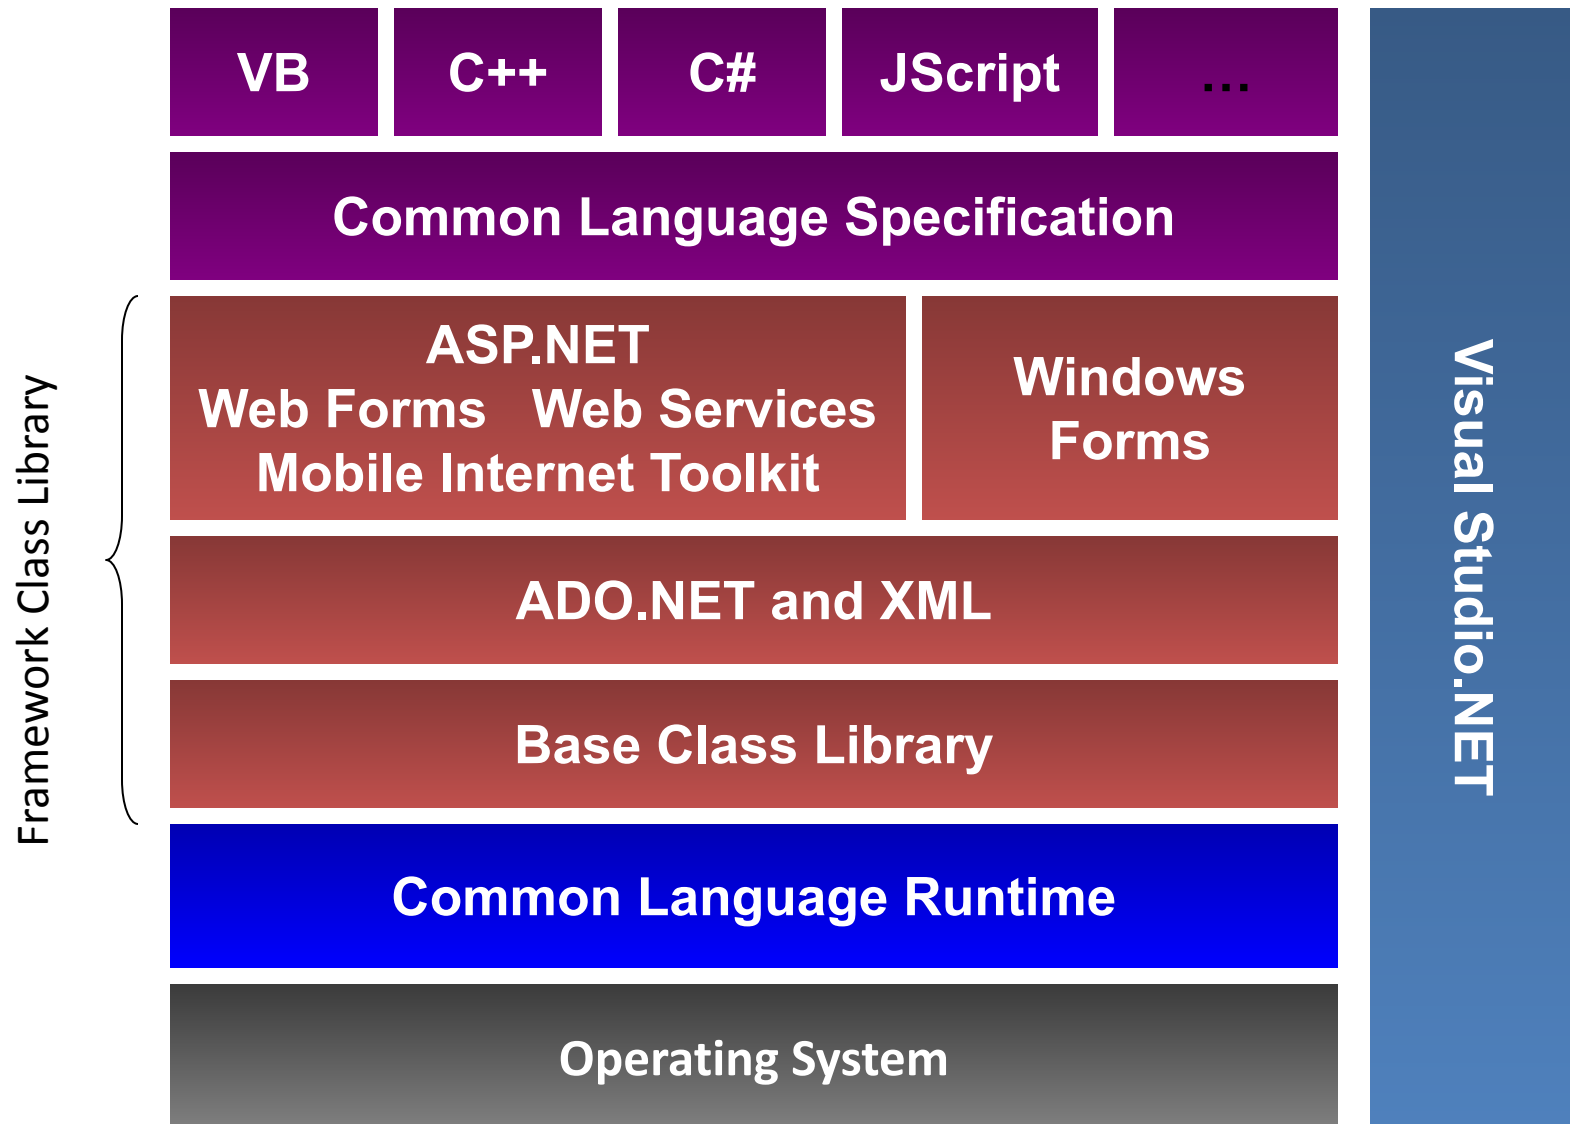 VB
C++
C#
JScript
...
Common Language Specification
Framework Class Library
ASP.NET
Web Forms Web Services
Mobile Internet Toolkit
Windows
Forms
ADO.NET and XML
Base Class Library
Common Language Runtime
Operating System
Visual Studio.NET